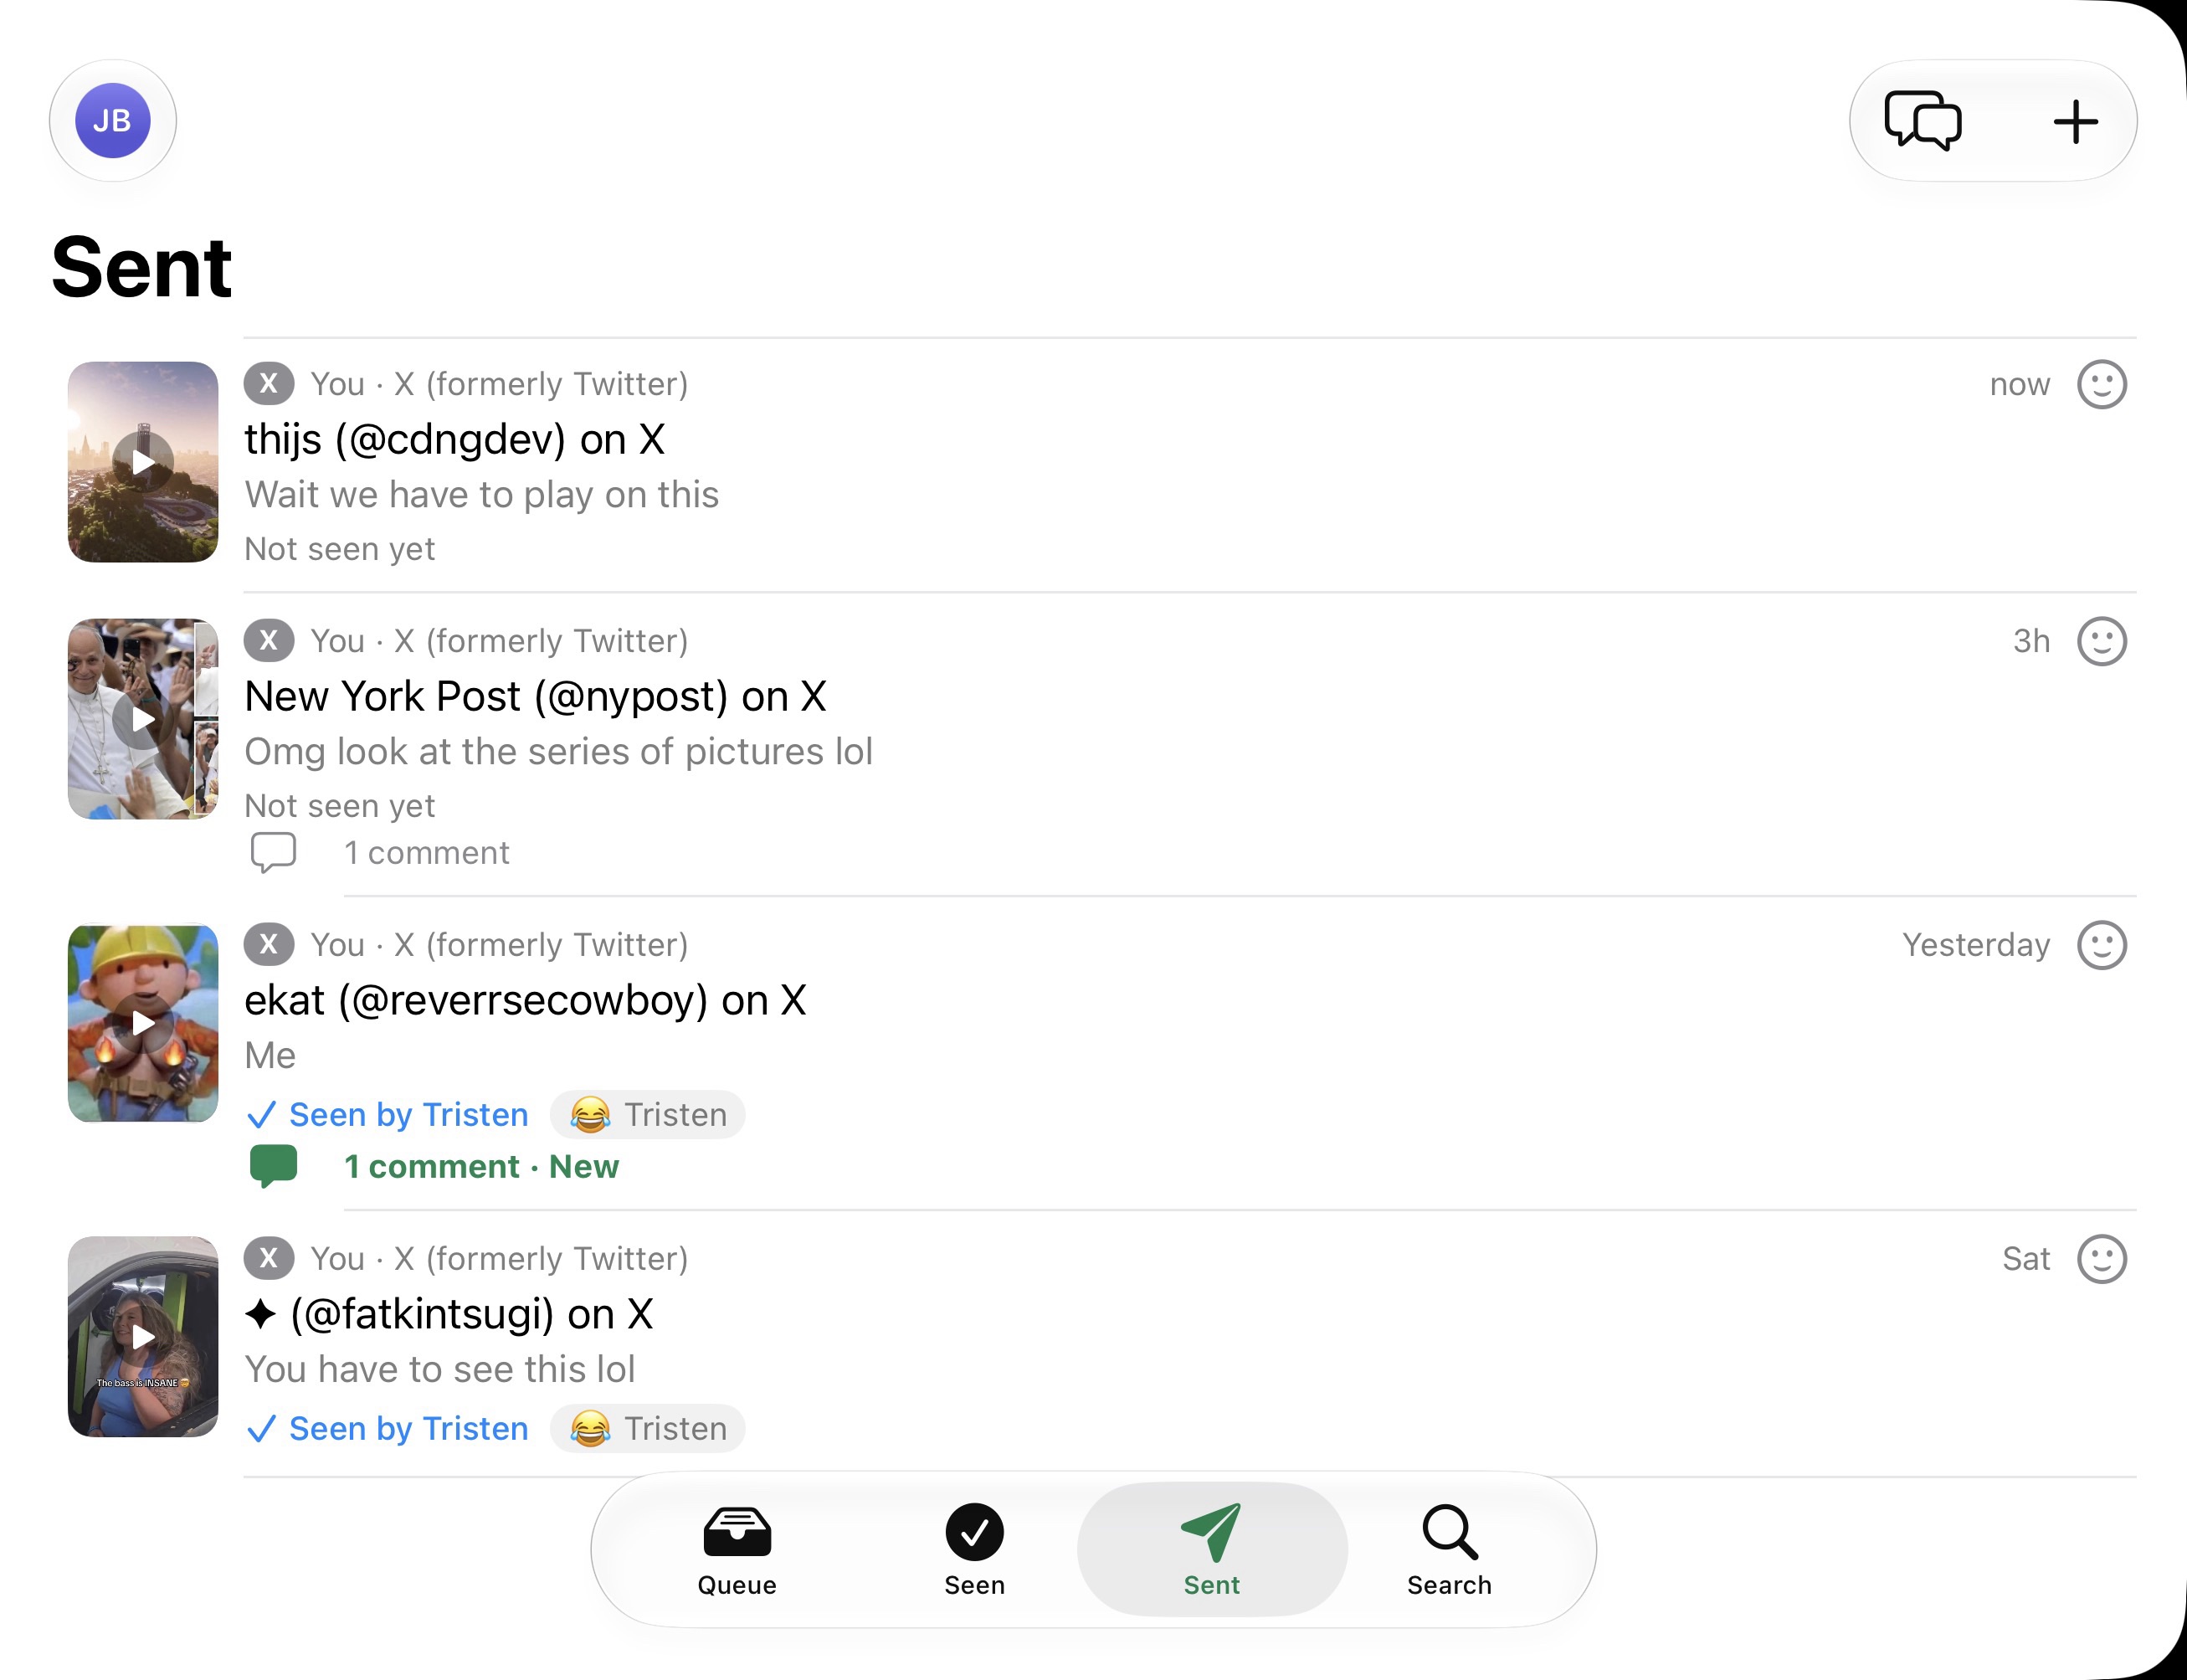 JB
Sent
X You · X (formerly Twitter) now
thijs (@cdngdev) on X
Wait we have to play on this
Not seen yet
X You · X (formerly Twitter) 3h
New York Post (@nypost) on X
Omg look at the series of pictures lol
Not seen yet
1 comment
X You · X (formerly Twitter) Yesterday
ekat (@reverrsecowboy) on X
Me
✓ Seen by Tristen 😂 Tristen
1 comment · New
X You · X (formerly Twitter) Sat
✦ (@fatkintsugi) on X
You have to see this lol
The bass is INSANE 🤯
✓ Seen by Tristen 😂 Tristen
Queue Seen Sent Search